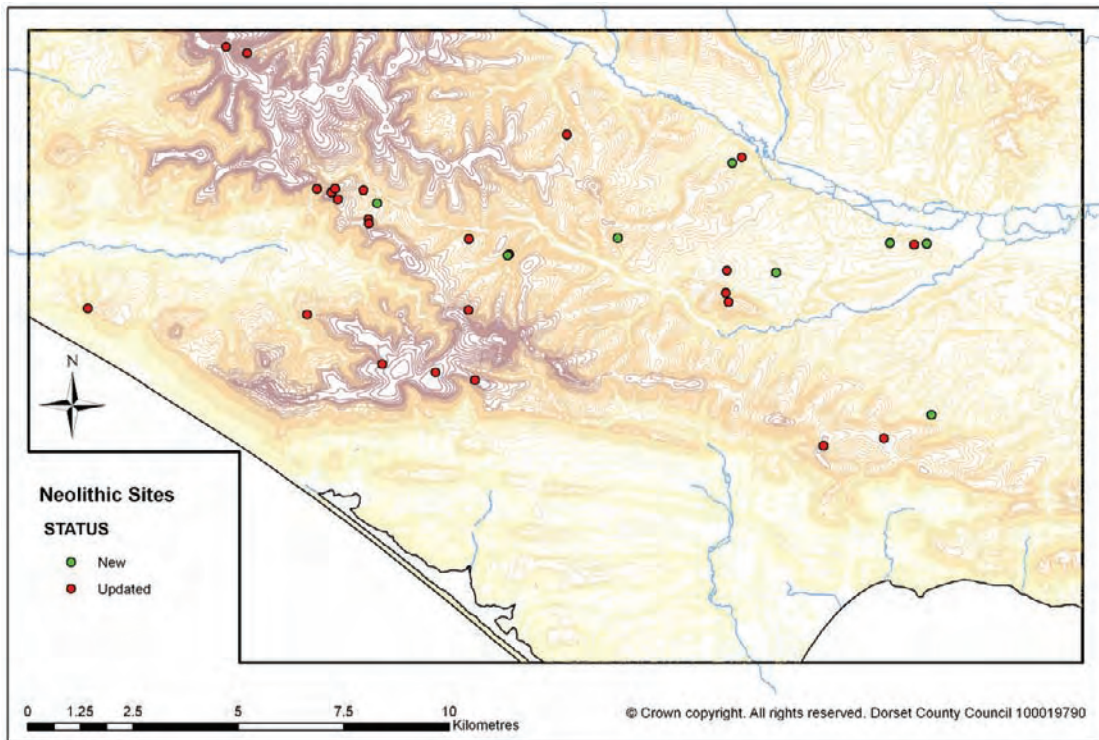 N
Neolithic Sites
STATUS
New
Updated
0 1.25 2.5 5 7.5 10
Kilometres
© Crown copyright. All rights reserved. Dorset County Council 100019790